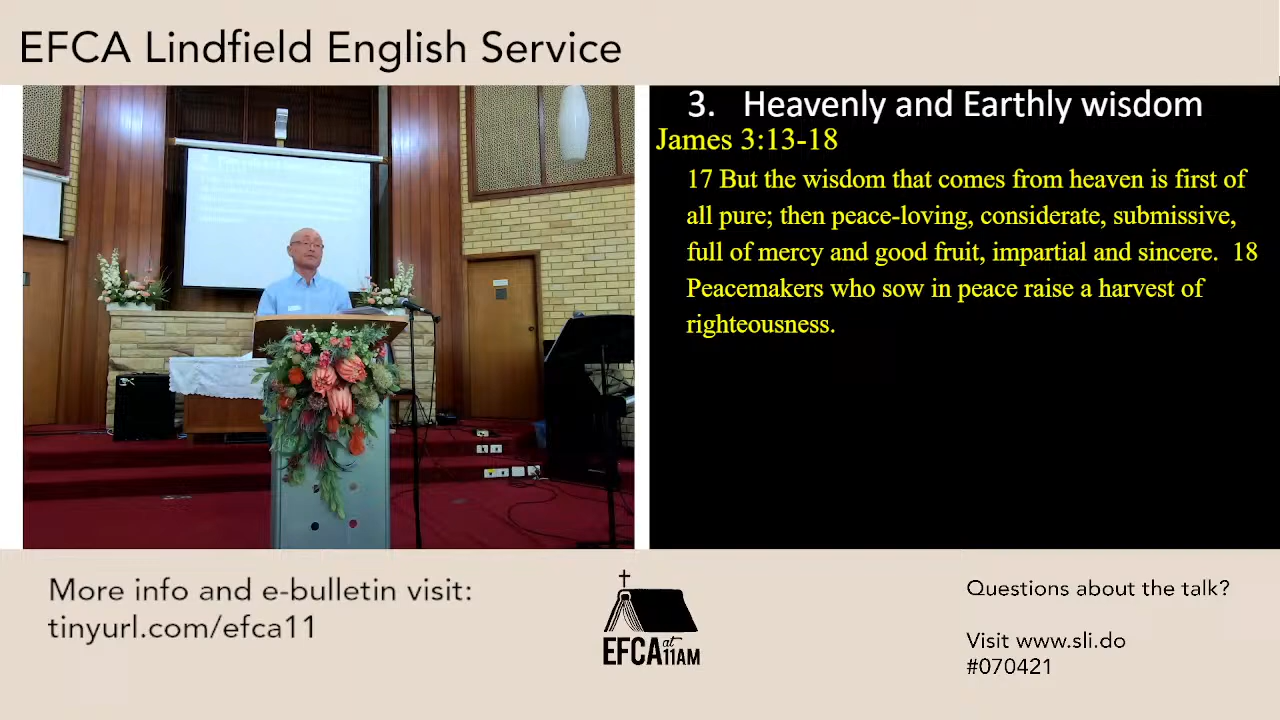 EFCA Lindfield English Service
3. Heavenly and Earthly wisdom
James 3:13-18
17 But the wisdom that comes from heaven is first of
all pure; then peace-loving, considerate, submissive,
full of mercy and good fruit, impartial and sincere. 18
Peacemakers who sow in peace raise a harvest of
righteousness.
More info and e-bulletin visit:
tinyurl.com/efca11
EFCA at 11AM
Questions about the talk?
Visit www.sli.do
#070421